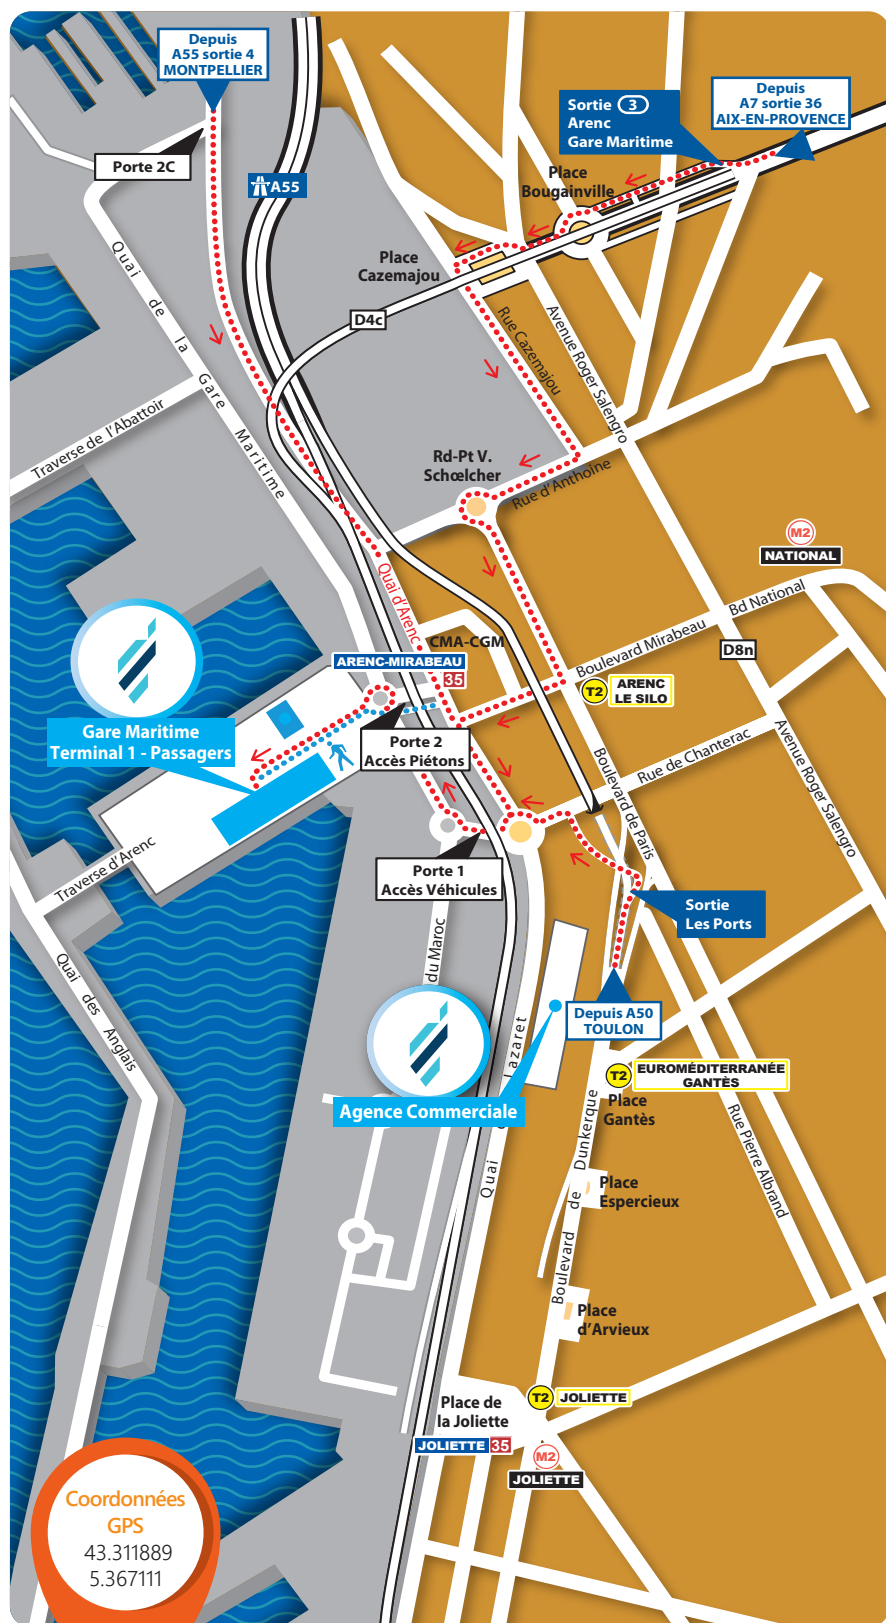 Depuis
A55 sortie 4
MONTPELLIER
Depuis
A7 sortie 36
AIX-EN-PROVENCE
Sortie 3
Arenc
Gare Maritime
Porte 2C
A55
Place
Bougainville
Place
Cazemajou
D4c
Quai de la Gare Maritime
Rue Cazemajou
Avenue Roger Salengro
Traverse de l'Abattoir
Rd-Pt V.
Schœlcher
Rue d'Anthoîne
M2
NATIONAL
Quai d'Arenc
CMA-CGM
Bd National
Boulevard Mirabeau
D8n
ARENC-MIRABEAU
35
T2
ARENC
LE SILO
Gare Maritime
Terminal 1 - Passagers
Porte 2
Accès Piétons
Rue de Chanterac
Boulevard de Paris
Avenue Roger Salengro
Traverse d'Arenc
Porte 1
Accès Véhicules
Sortie
Les Ports
du Maroc
Quai des Anglais
Depuis A50
TOULON
Quai
Lazaret
T2
EUROMÉDITERRANÉE
GANTÈS
Place
Gantès
Agence Commerciale
Rue Pierre Albrand
Boulevard de Dunkerque
Place
Espercieux
Place
d'Arvieux
T2
JOLIETTE
Place de
la Joliette
JOLIETTE 35
M2
JOLIETTE
Coordonnées
GPS
43.311889
5.367111